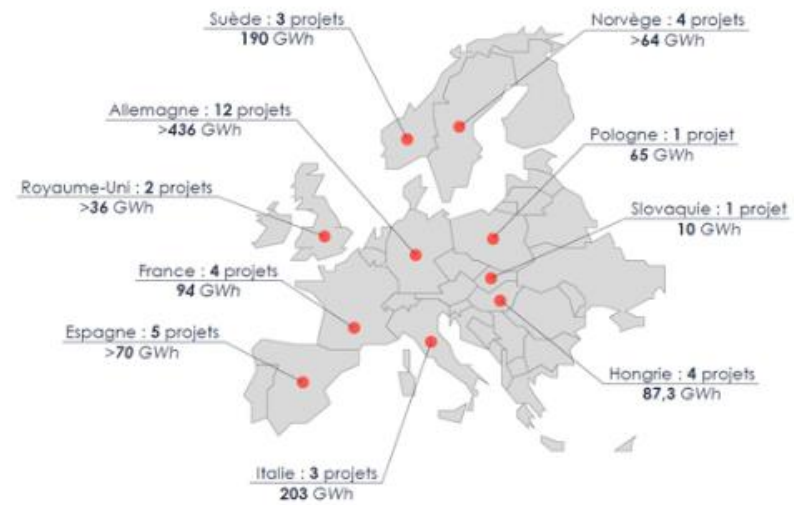 Suède : 3 projets
190 GWh
Norvège : 4 projets
>64 GWh
Allemagne : 12 projets
>436 GWh
Pologne : 1 projet
65 GWh
Royaume-Uni : 2 projets
>36 GWh
Slovaquie : 1 projet
10 GWh
France : 4 projets
94 GWh
Espagne : 5 projets
>70 GWh
Hongrie : 4 projets
87,3 GWh
Italie : 3 projets
203 GWh